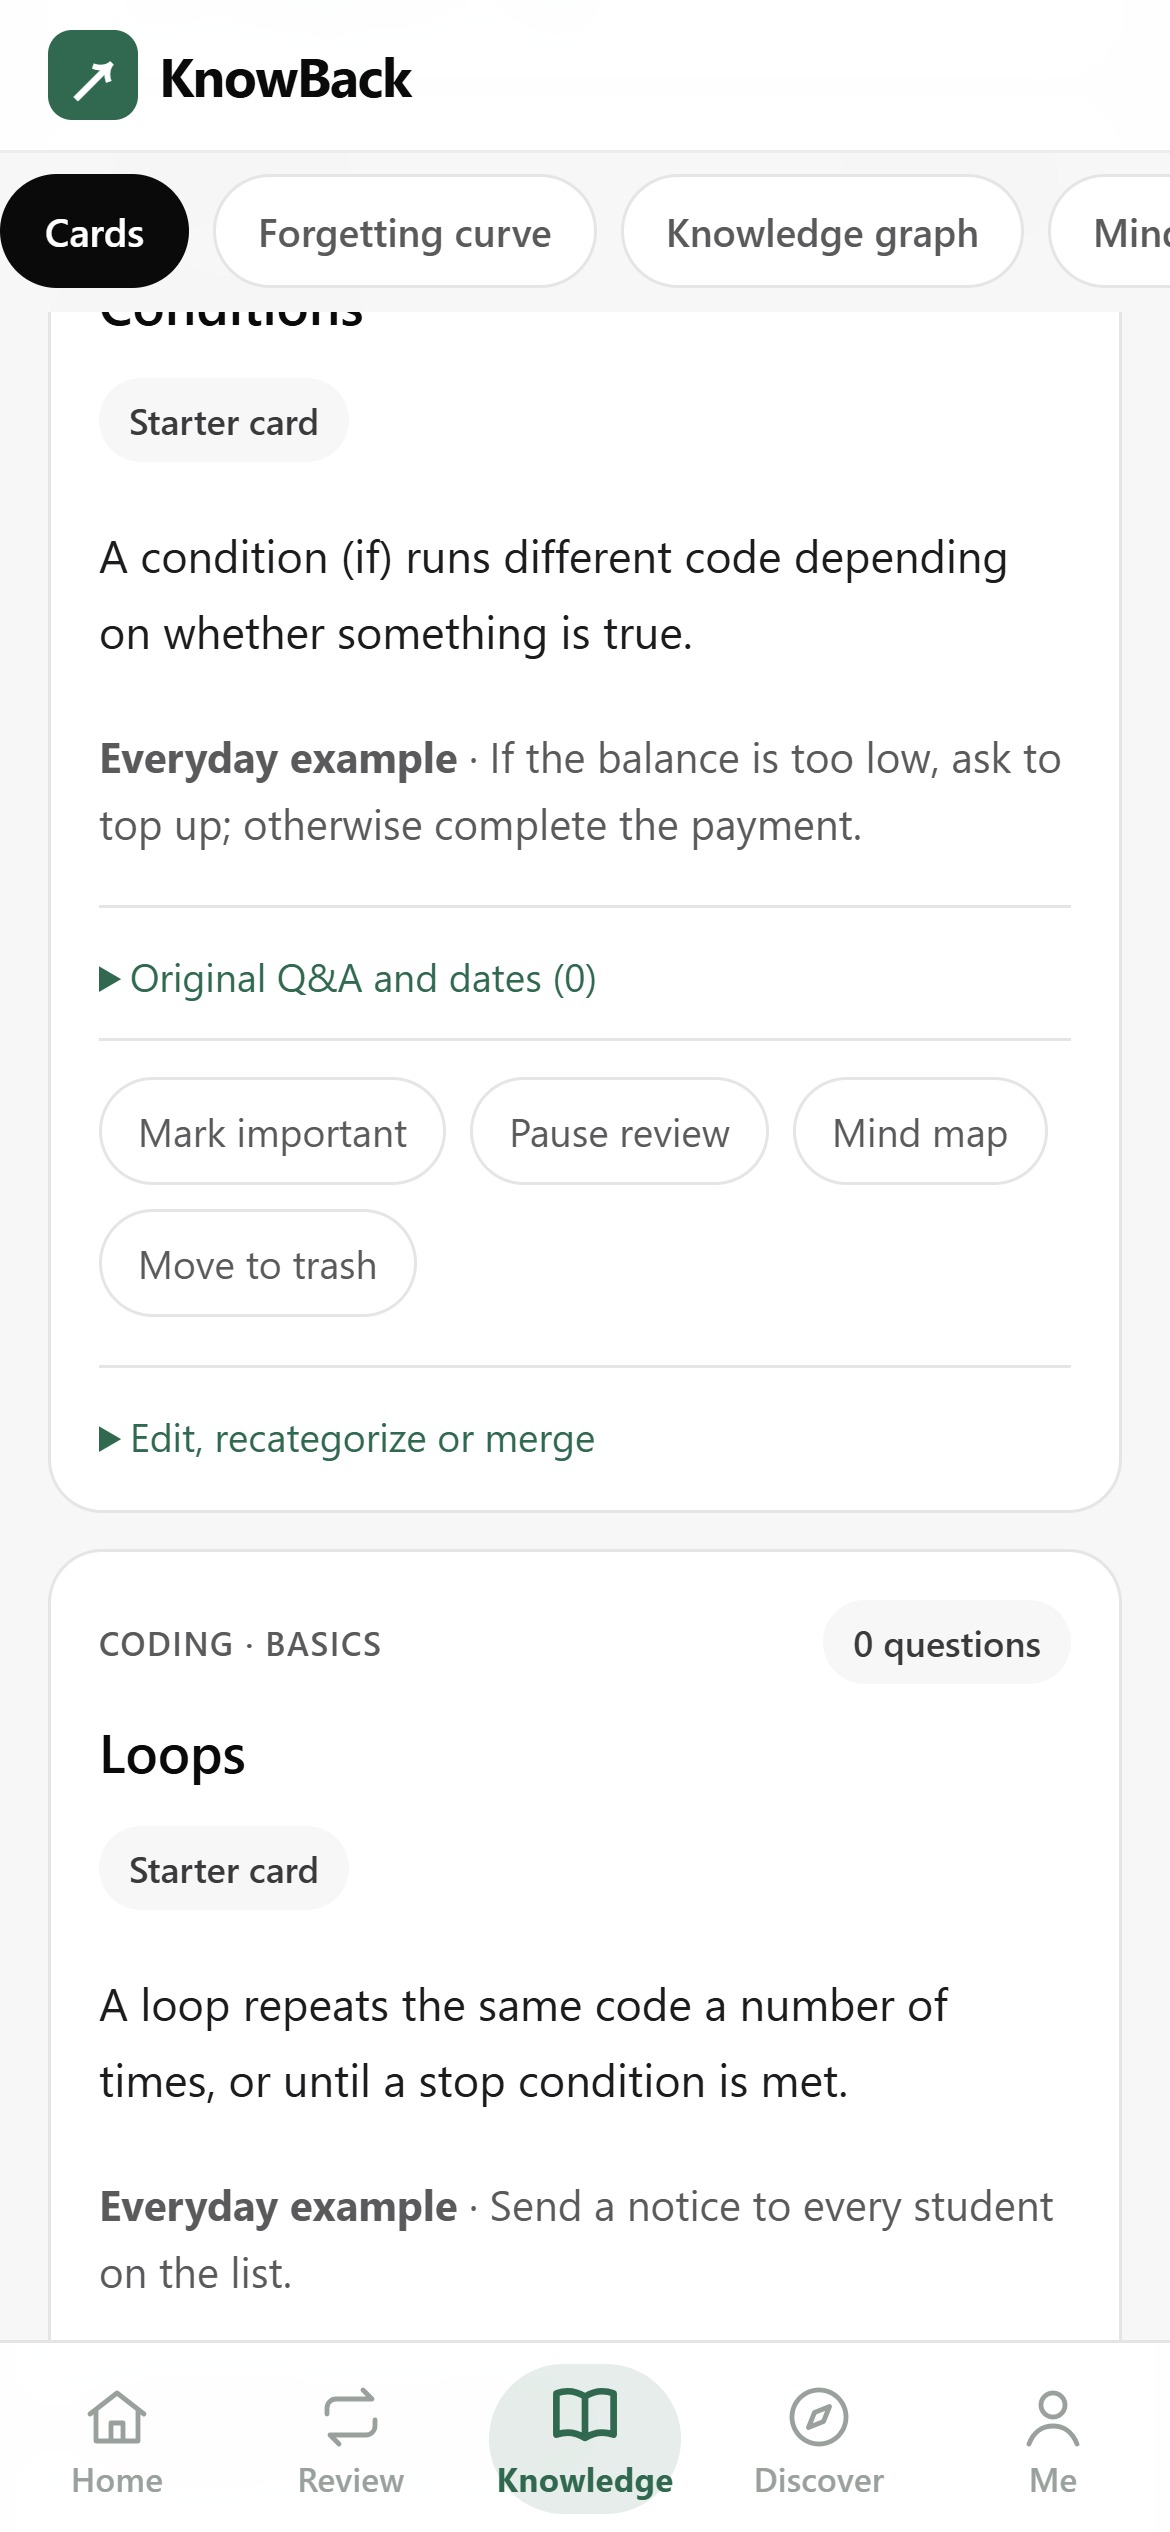 KnowBack
Cards
Forgetting curve
Knowledge graph
Conditions
Starter card
A condition (if) runs different code depending
on whether something is true.
Everyday example · If the balance is too low, ask to
top up; otherwise complete the payment.
Original Q&A and dates (0)
Mark important
Pause review
Mind map
Move to trash
Edit, recategorize or merge
CODING · BASICS
0 questions
Loops
Starter card
A loop repeats the same code a number of
times, or until a stop condition is met.
Everyday example · Send a notice to every student
on the list.
Home
Review
Knowledge
Discover
Me